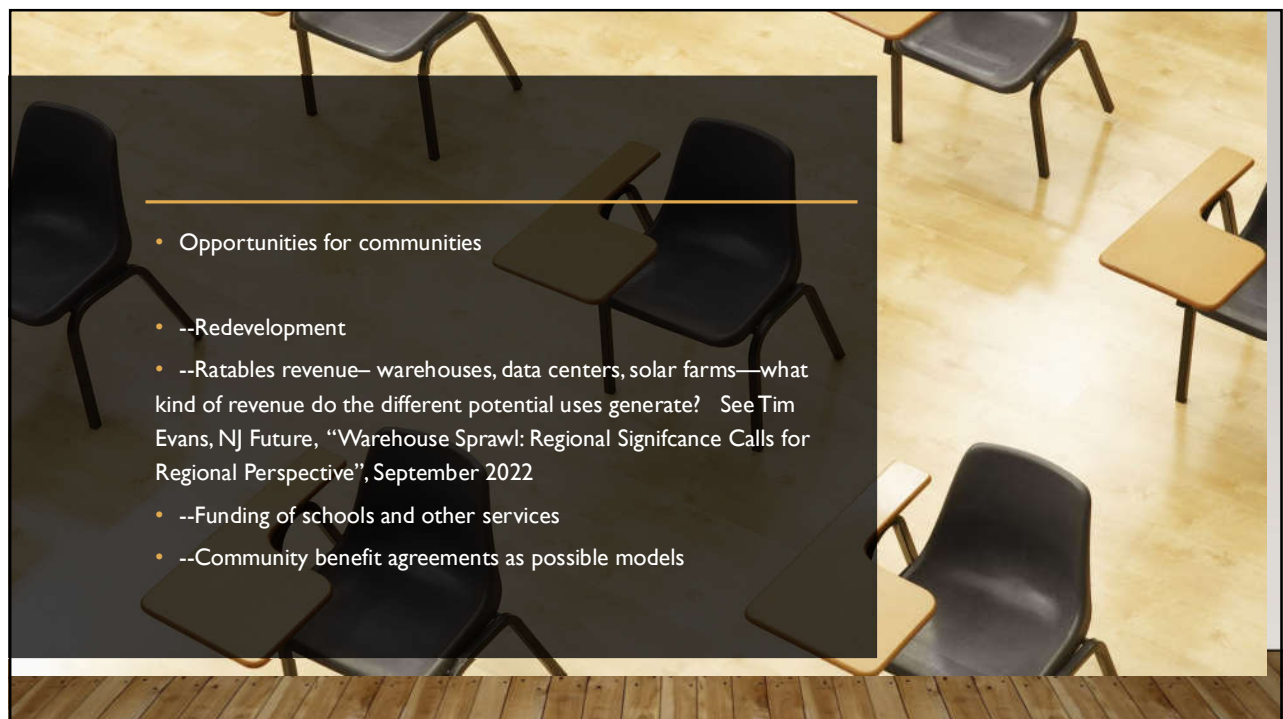 • Opportunities for communities
• --Redevelopment
• --Ratables revenue– warehouses, data centers, solar farms—what
kind of revenue do the different potential uses generate? See Tim
Evans, NJ Future, “Warehouse Sprawl: Regional Signifcance Calls for
Regional Perspective”, September 2022
• --Funding of schools and other services
• --Community benefit agreements as possible models